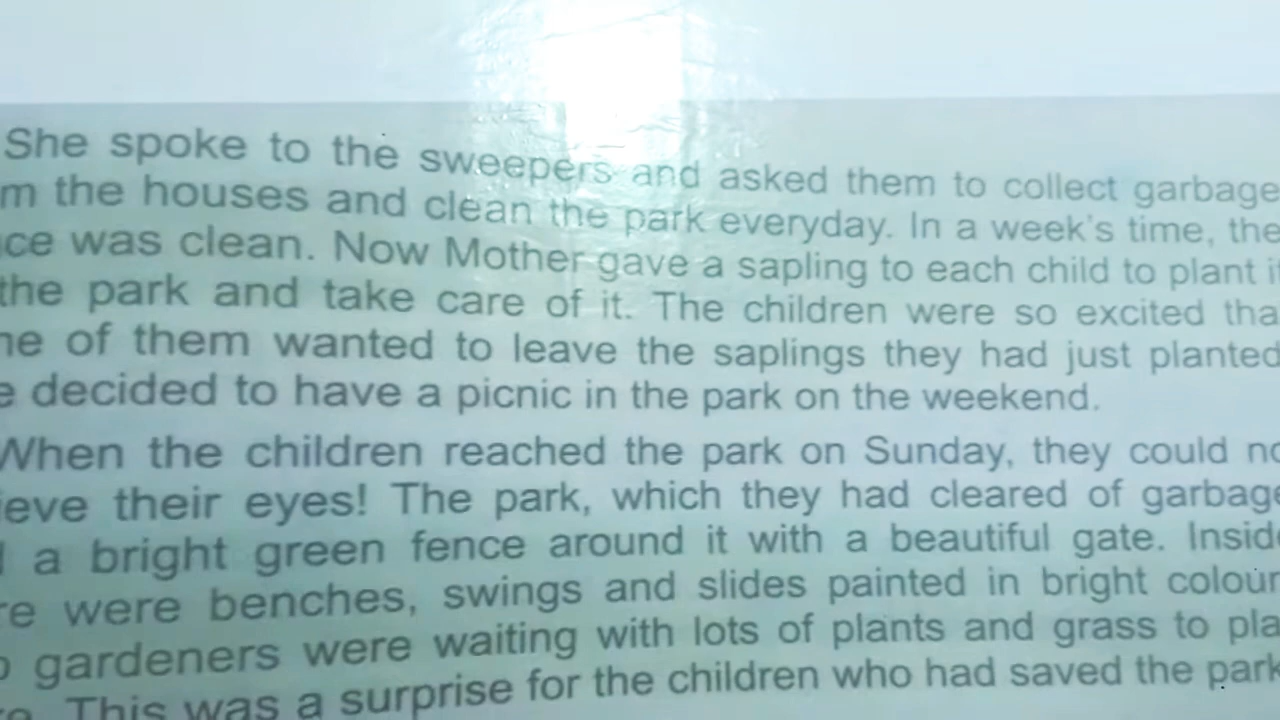 She spoke to the sweepers and asked them to collect garbage
m the houses and clean the park everyday. In a week's time, the
ce was clean. Now Mother gave a sapling to each child to plant i
the park and take care of it. The children were so excited tha
ne of them wanted to leave the saplings they had just planted
e decided to have a picnic in the park on the weekend.
When the children reached the park on Sunday, they could no
ieve their eyes! The park, which they had cleared of garbage
a bright green fence around it with a beautiful gate. Inside
re were benches, swings and slides painted in bright colour
o gardeners were waiting with lots of plants and grass to pla
re. This was a surprise for the children who had saved the park